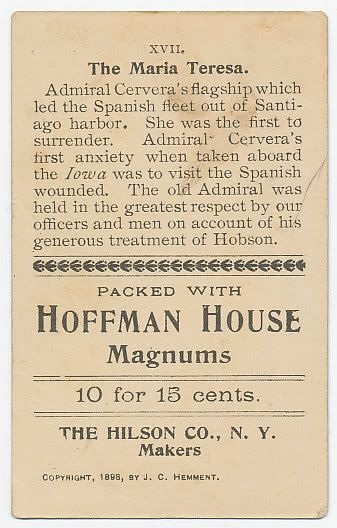 XVII.
The Maria Teresa.
Admiral Cervera's flagship which
led the Spanish fleet out of Santi-
ago harbor. She was the first to
surrender. Admiral Cervera's
first anxiety when taken aboard
the Iowa was to visit the Spanish
wounded. The old Admiral was
held in the greatest respect by our
officers and men on account of his
generous treatment of Hobson.
PACKED WITH
HOFFMAN HOUSE
Magnums
10 for 15 cents.
THE HILSON CO., N. Y.
Makers
COPYRIGHT, 1898, BY J. C. HEMMENT.